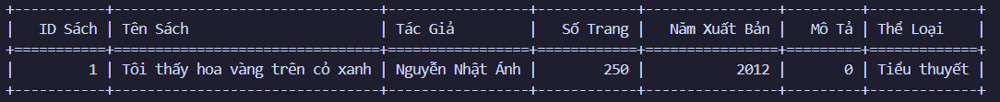 ID Sách | Tên Sách | Tác Giả | Số Trang | Năm Xuất Bản | Mô Tả | Thể Loại
1 | Tôi thấy hoa vàng trên cỏ xanh | Nguyễn Nhật Ánh | 250 | 2012 | 0 | Tiểu thuyết